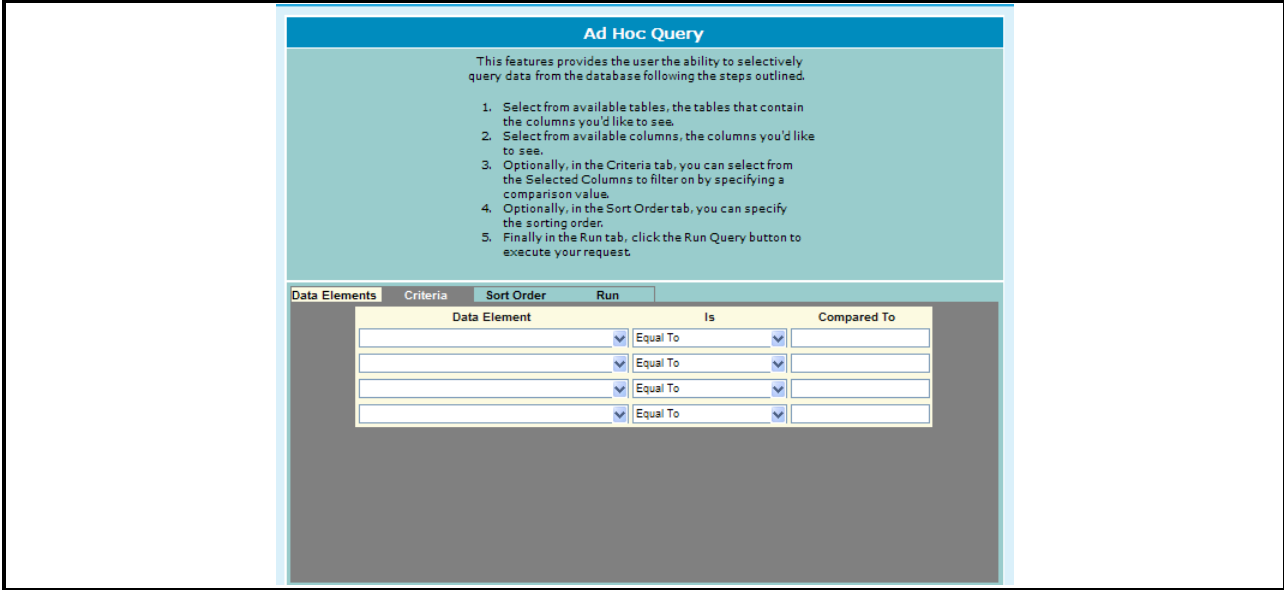 Ad Hoc Query
This features provides the user the ability to selectively
query data from the database following the steps outlined.
1. Select from available tables, the tables that contain
the columns you'd like to see.
2. Select from available columns, the columns you'd like
to see.
3. Optionally, in the Criteria tab, you can select from
the Selected Columns to filter on by specifying a
comparison value.
4. Optionally, in the Sort Order tab, you can specify
the sorting order.
5. Finally in the Run tab, click the Run Query button to
execute your request.
Data Elements Criteria Sort Order Run
Data Element Is Compared To
Equal To
Equal To
Equal To
Equal To